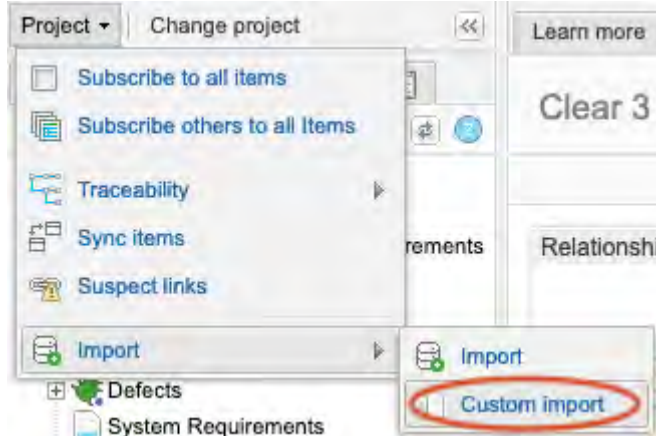 Project
Change project
Learn more
Subscribe to all items
Subscribe others to all Items
Clear 3
Traceability
Sync items
rements
Relationshi
Suspect links
Import
Import
Custom import
Defects
System Requirements